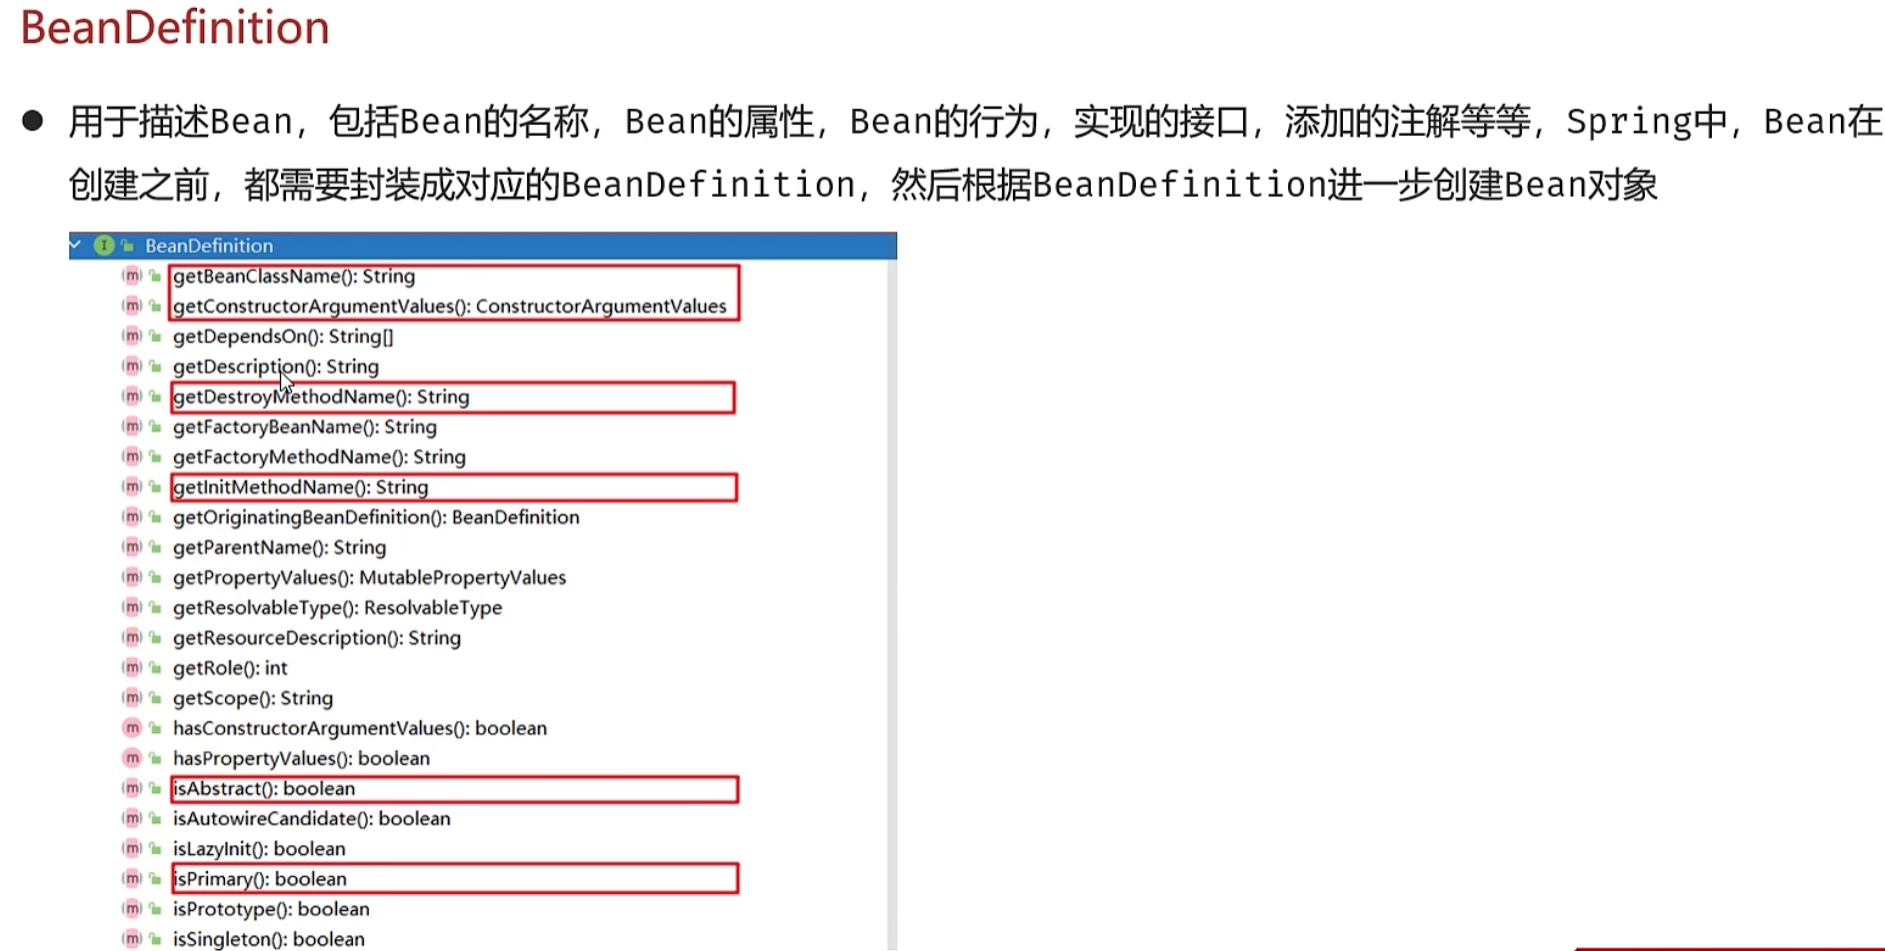 BeanDefinition
用于描述Bean，包括Bean的名称，Bean的属性，Bean的行为，实现的接口，添加的注解等等，Spring中，Bean在
创建之前，都需要封装成对应的BeanDefinition，然后根据BeanDefinition进一步创建Bean对象
I BeanDefinition
m getBeanClassName(): String
m getConstructorArgumentValues(): ConstructorArgumentValues
m getDependsOn(): String[]
m getDescription(): String
m getDestroyMethodName(): String
m getFactoryBeanName(): String
m getFactoryMethodName(): String
m getInitMethodName(): String
m getOriginatingBeanDefinition(): BeanDefinition
m getParentName(): String
m getPropertyValues(): MutablePropertyValues
m getResolvableType(): ResolvableType
m getResourceDescription(): String
m getRole(): int
m getScope(): String
m hasConstructorArgumentValues(): boolean
m hasPropertyValues(): boolean
m isAbstract(): boolean
m isAutowireCandidate(): boolean
m isLazyInit(): boolean
m isPrimary(): boolean
m isPrototype(): boolean
m isSingleton(): boolean